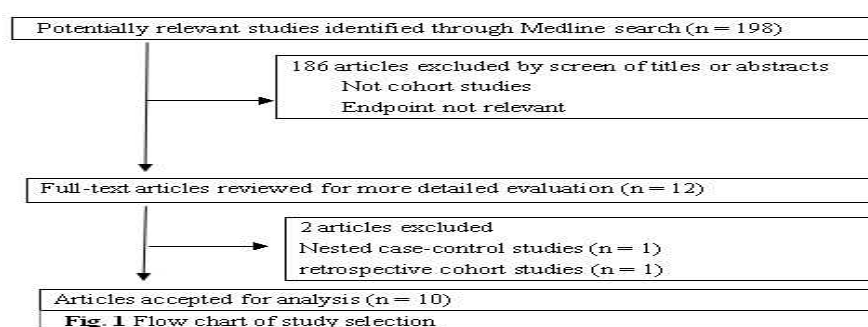 Potentially relevant studies identified through Medline search (n = 198)
186 articles excluded by screen of titles or abstracts
Not cohort studies
Endpoint not relevant
Full-text articles reviewed for more detailed evaluation (n = 12)
2 articles excluded
Nested case-control studies (n = 1)
retrospective cohort studies (n = 1)
Articles accepted for analysis (n = 10)
Fig. 1 Flow chart of study selection